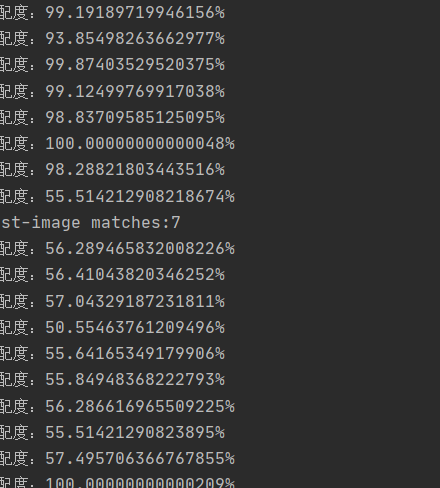 配度：99.19189719946156%
配度：93.85498263662977%
配度：99.87403529520375%
配度：99.12499769917038%
配度：98.83709585125095%
配度：100.00000000000048%
配度：98.28821803443516%
配度：55.514212908218674%
st-image matches:7
配度：56.289465832008226%
配度：56.41043820346252%
配度：57.04329187231811%
配度：50.55463761209496%
配度：55.64165349179906%
配度：55.84948368222793%
配度：56.286616965509225%
配度：55.51421290823895%
配度：57.495706366767855%
配度：100.00000000000209%